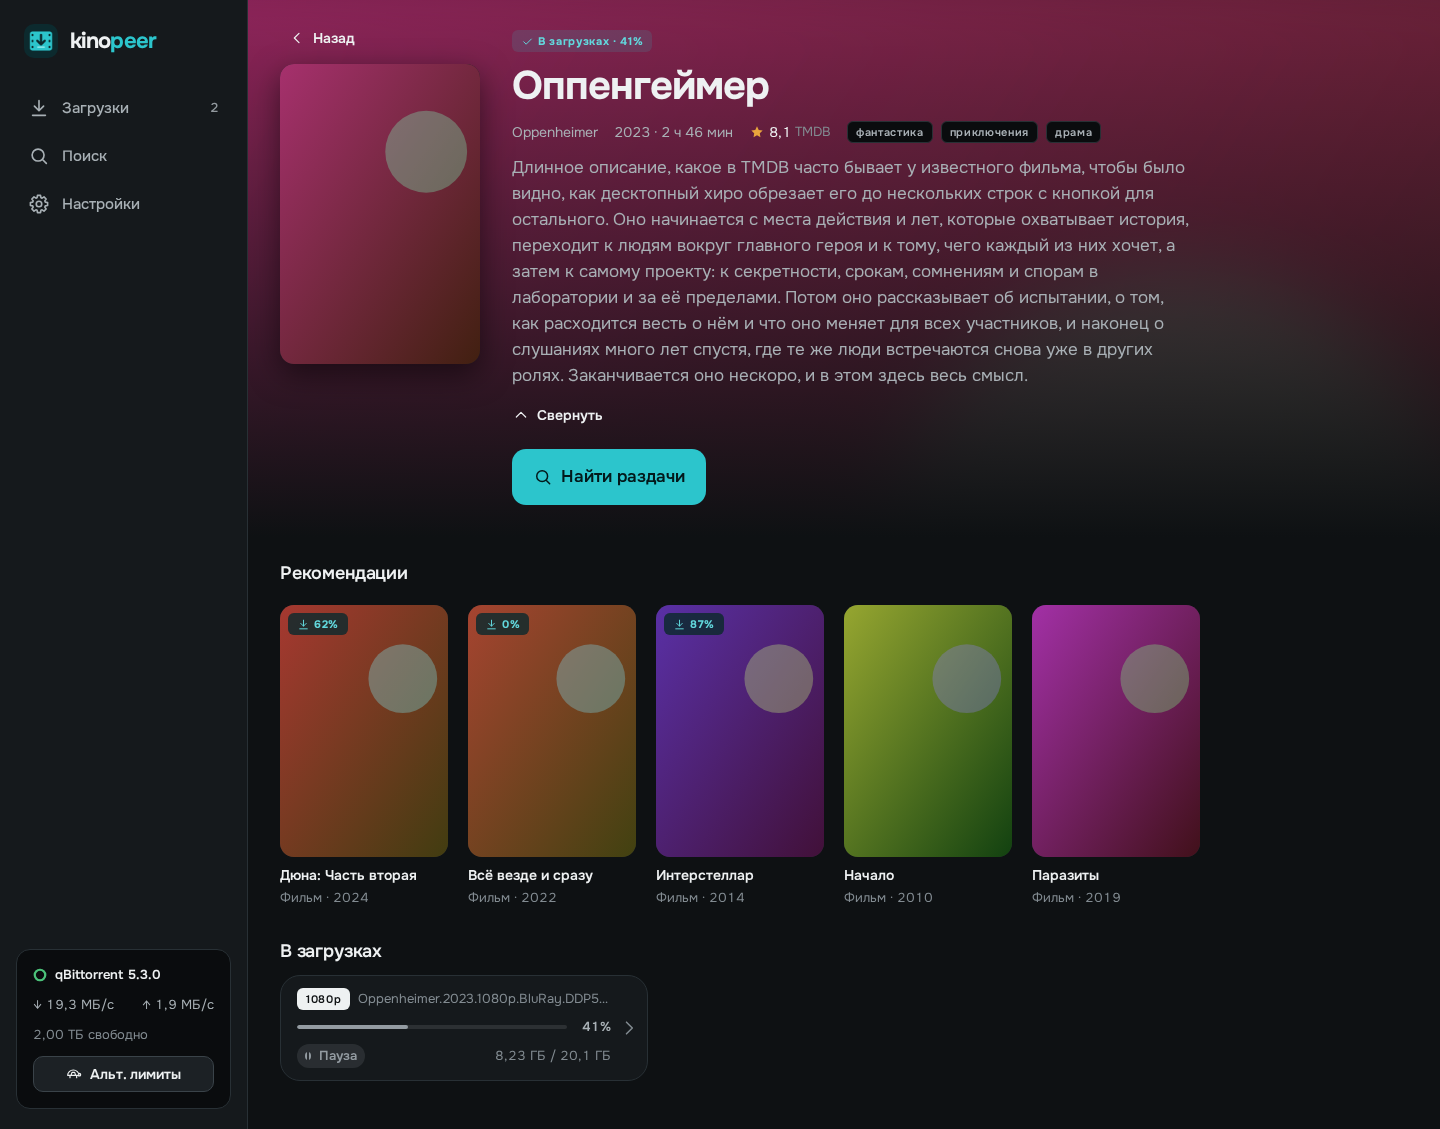 kinopeer
Загрузки 2
Поиск
Настройки
qBittorrent 5.3.0
↓ 19,3 МБ/с ↑ 1,9 МБ/с
2,00 ТБ свободно
Альт. лимиты
Назад
В загрузках · 41%
Оппенгеймер
Oppenheimer 2023 · 2 ч 46 мин 8,1 TMDB фантастика приключения драма
Длинное описание, какое в TMDB часто бывает у известного фильма, чтобы было
видно, как десктопный хиро обрезает его до нескольких строк с кнопкой для
остального. Оно начинается с места действия и лет, которые охватывает история,
переходит к людям вокруг главного героя и к тому, чего каждый из них хочет, а
затем к самому проекту: к секретности, срокам, сомнениям и спорам в
лаборатории и за её пределами. Потом оно рассказывает об испытании, о том,
как расходится весть о нём и что оно меняет для всех участников, и наконец о
слушаниях много лет спустя, где те же люди встречаются снова уже в других
ролях. Заканчивается оно нескоро, и в этом здесь весь смысл.
Свернуть
Найти раздачи
Рекомендации
62%
0%
87%
Дюна: Часть вторая
Фильм · 2024
Всё везде и сразу
Фильм · 2022
Интерстеллар
Фильм · 2014
Начало
Фильм · 2010
Паразиты
Фильм · 2019
В загрузках
1080p Oppenheimer.2023.1080p.BluRay.DDP5...
41%
Пауза 8,23 ГБ / 20,1 ГБ